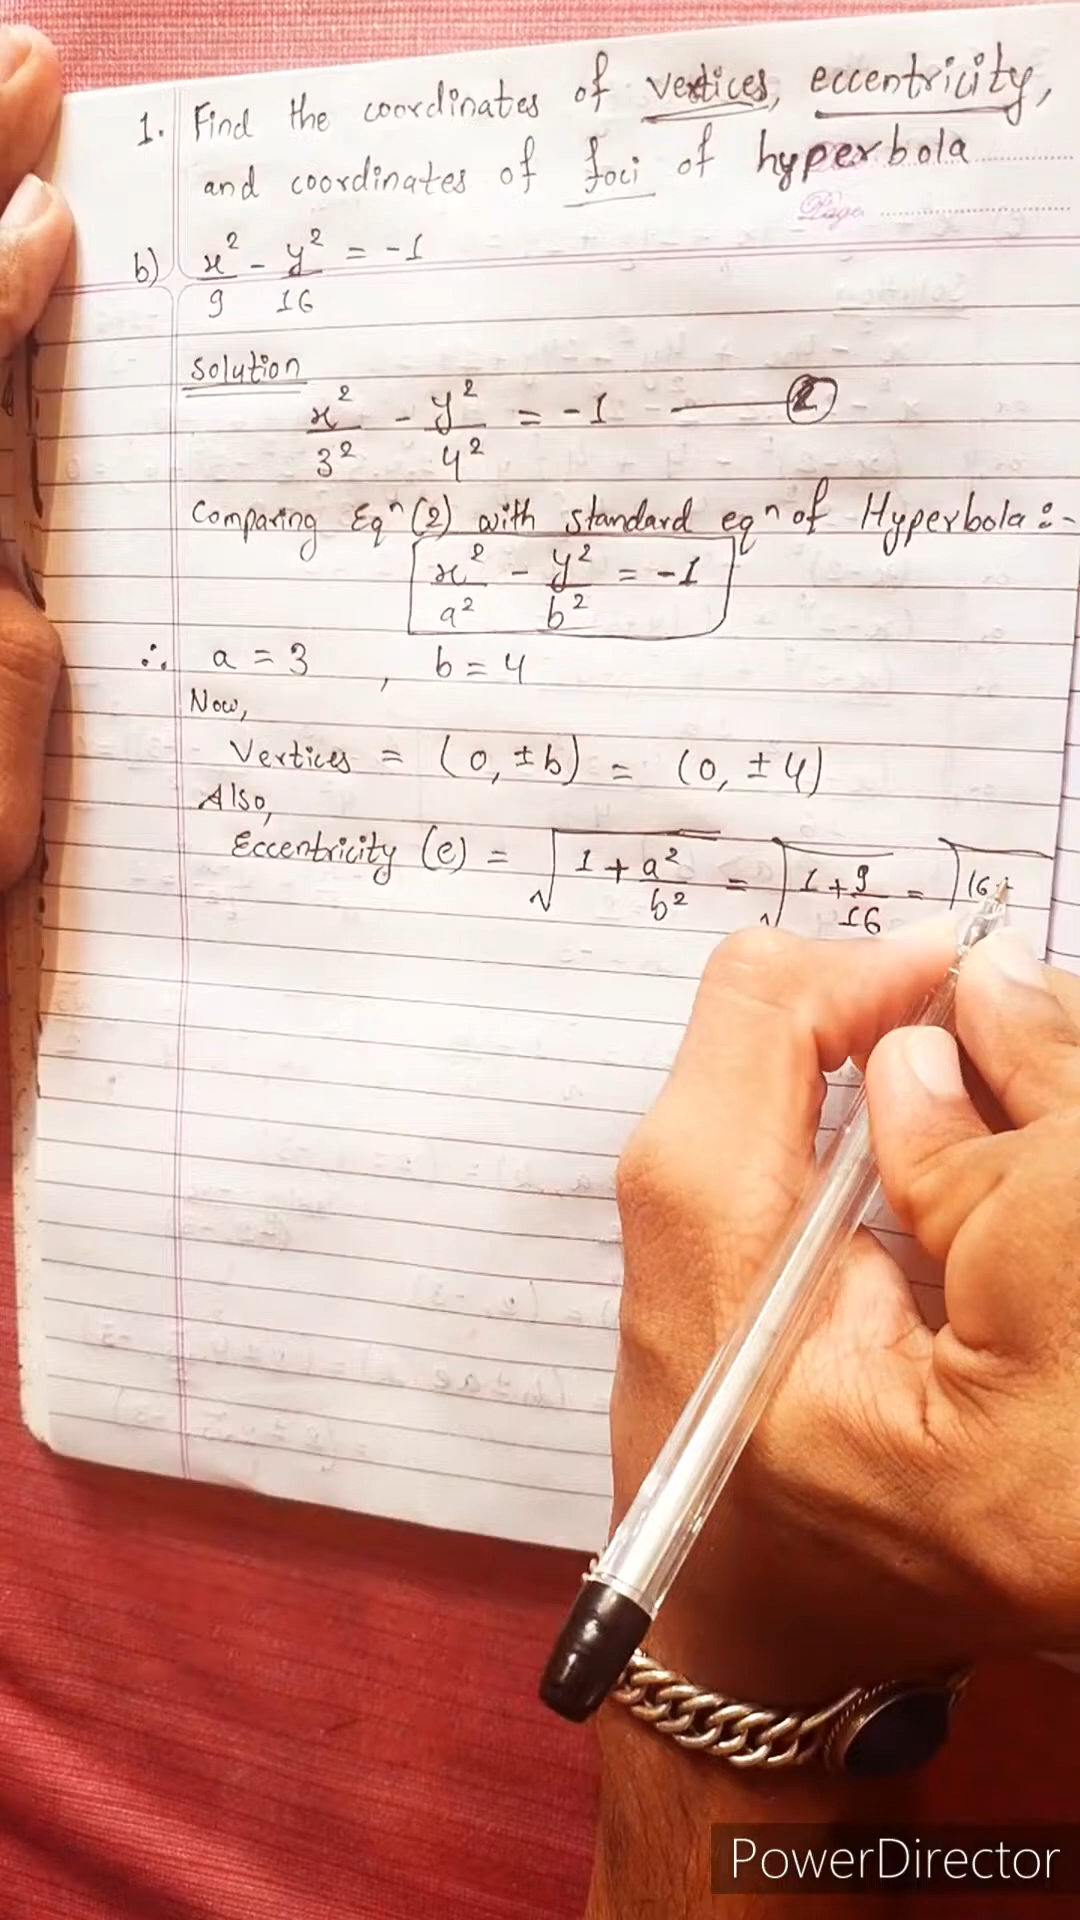 1. Find the coordinates of vertices, eccentricity,
and coordinates of foci of hyperbola
Page
b) x²/9 - y²/16 = -1
Solution
x²/3² - y²/4² = -1 —— 2
Comparing Eqⁿ (2) with standard eqⁿ of Hyperbola :-
x²/a² - y²/b² = -1
∴ a = 3 , b = 4
Now,
Vertices = (0, ±b) = (0, ±4)
Also,
Eccentricity (e) = √(1 + a²/b²) = √(1 + 9/16) = √16+
PowerDirector